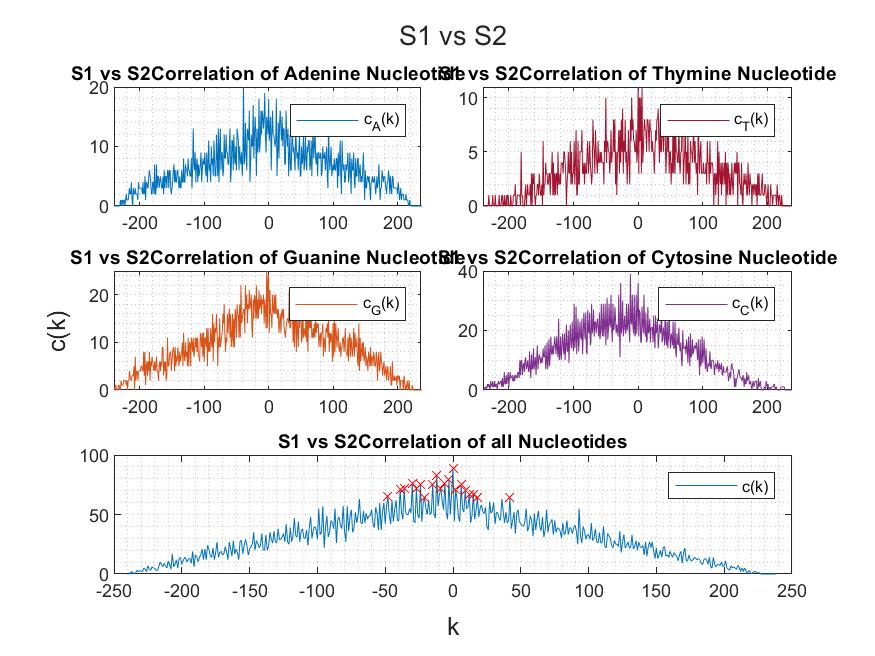 S1 vs S2
S1 vs S2Correlation of Adenine Nucleotide
S1 vs S2Correlation of Thymine Nucleotide
20
10
0
-200 -100 0 100 200
c_A(k)
10
5
0
-200 -100 0 100 200
c_T(k)
S1 vs S2Correlation of Guanine Nucleotide
S1 vs S2Correlation of Cytosine Nucleotide
20
10
0
-200 -100 0 100 200
c_G(k)
40
20
0
-200 -100 0 100 200
c_C(k)
c(k)
S1 vs S2Correlation of all Nucleotides
100
50
0
-250 -200 -150 -100 -50 0 50 100 150 200 250
c(k)
k